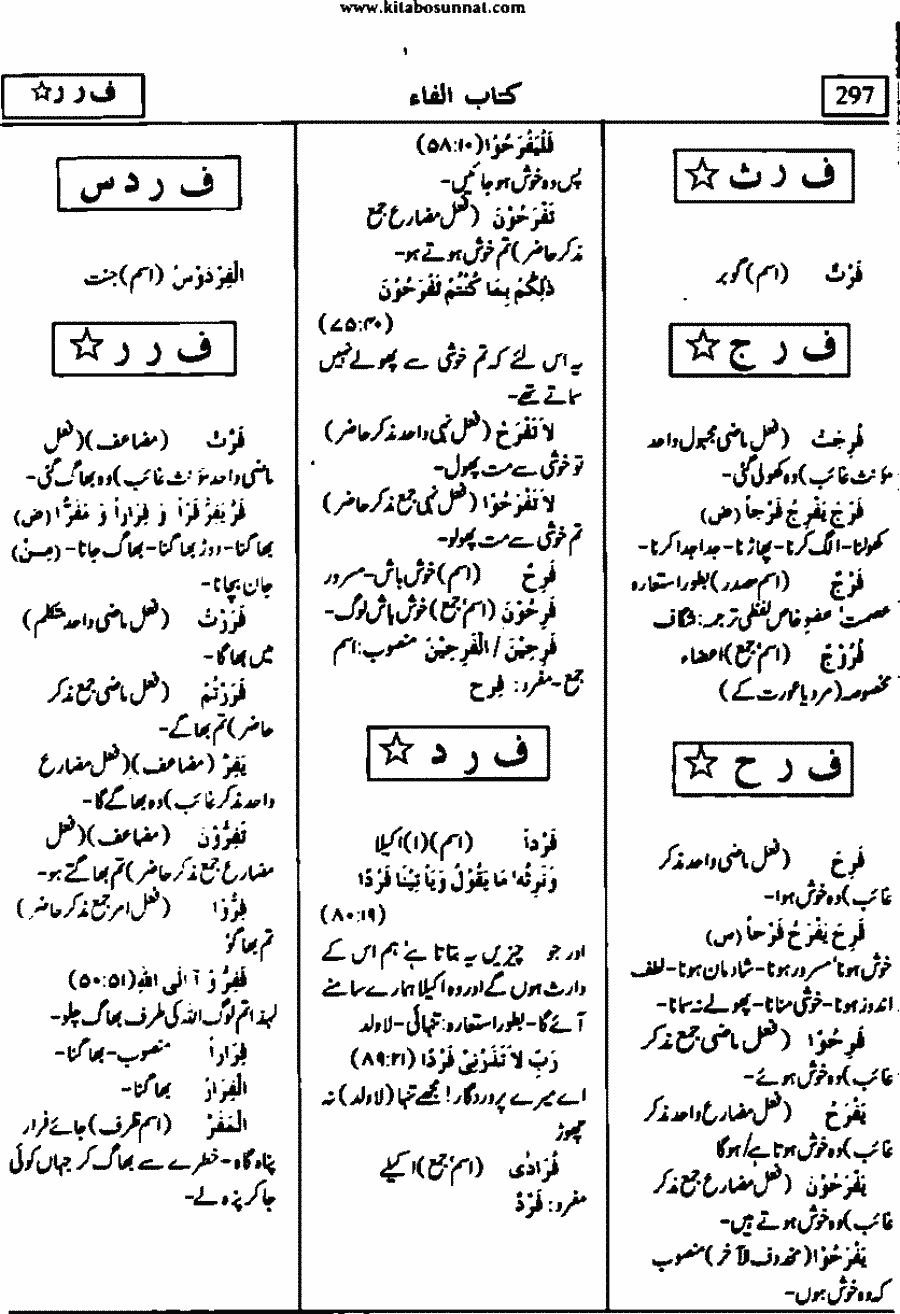 www.kitabosunnat.com
297
کتاب الفاء
ف ر ر ☆
ف ر ث ☆
فَرْثٌ (اسم) گوبر
ف ر ج ☆
فُرِجَتْ (فعل ماضی مجہول واحد
مؤنث غائب) وہ کھولی گئی-
فَرَجَ یَفْرِجُ فَرْجاً (ض)
کھولنا- الگ کرنا- پھاڑنا- جدا جدا کرنا-
فَرْجٌ (اسم مصدر) بطور استعارہ
عصمت' عضوِ خاص لفظی ترجمہ: شگاف
فُرُوْجٌ (اسم' جمع) اعضاء
مخصوصہ (مرد یا عورت کے)
ف ر ح ☆
فَرِحَ (فعل ماضی واحد مذکر
غائب) وہ خوش ہوا-
فَرِحَ یَفْرَحُ فَرَحاً (س)
خوش ہونا' مسرور ہونا- شادمان ہونا- لطف
اندوز ہونا- خوشی منانا- پھولے نہ سمانا-
فَرِحُوْا (فعل ماضی جمع مذکر
غائب) وہ خوش ہوئے-
یَفْرَحُ (فعل مضارع واحد مذکر
غائب) وہ خوش ہوتا ہے/ ہوگا
یَفْرَحُوْنَ (فعل مضارع جمع مذکر
غائب) وہ خوش ہوتے ہیں-
یَفْرَحُوْا (محذوف لآخر) منصوب
کہ وہ خوش ہوں-
فَلْیَفْرَحُوْا (۵۸:۱۰)
پس وہ خوش ہو جائیں-
تَفْرَحُوْنَ (فعل مضارع جمع
مذکر حاضر) تم خوش ہوتے ہو-
ذٰلِکُمْ بِمَا کُنْتُمْ تَفْرَحُوْنَ
(۷۵:۴۰)
یہ اس لئے کہ تم خوشی سے پھولے نہیں
سماتے تھے-
لاَ تَفْرَحْ (فعل نہی واحد مذکر حاضر)
تو خوشی سے مت پھول-
لاَ تَفْرَحُوْا (فعل نہی جمع مذکر حاضر)
تم خوشی سے مت پھولو-
فَرِحٌ (اسم) خوش باش- مسرور
فَرِحُوْنَ (اسم' جمع) خوش باش لوگ-
فَرِحِیْنَ / الْفَرِحِیْنَ منصوب: اسم
جمع- مفرد: فرح
ف ر د ☆
فَرْداً (اسم) (۱) اکیلا
وَنَرِثُہٗ مَا یَقُوْلُ وَیَأْ تِیْنَا فَرْدًا
(۸۰:۱۹)
اور جو چیزیں یہ بتاتا ہے' ہم اس کے
وارث ہوں گے اور وہ اکیلا ہمارے سامنے
آئے گا- بطور استعارہ: تنہائی- لاولد
رَبِّ لاَ تَذَرْنِیْ فَرْدًا (۸۹:۲۱)
اے میرے پروردگار! مجھے تنہا (لاولد) نہ
چھوڑ
فُرَادٰی (اسم' جمع) اکیلے
مفرد: فَرْدٌ
ف ر د س
الْفِرْدَوْسُ (اسم) جنت
ف ر ر ☆
فَرَّتْ (مضاعف) (فعل
ماضی واحد مؤنث غائب) وہ بھاگ گئی-
فَرَّ یَفِرُّ فَرّاً وَ فِرَاراً وَ مَفَرًّا (ض)
بھاگنا- دوڑ بھاگنا- بھاگ جانا- (مِنْ)
جان بچانا-
فَرَرْتُ (فعل ماضی واحد متکلم)
میں بھاگا-
فَرَرْتُمْ (فعل ماضی جمع مذکر
حاضر) تم بھاگے-
یَفِرُّ (مضاعف) (فعل مضارع
واحد مذکر غائب) وہ بھاگے گا-
تَفِرُّوْنَ (مضاعف) (فعل
مضارع جمع مذکر حاضر) تم بھاگتے ہو-
فِرُّوْا (فعل امر جمع مذکر حاضر)
تم بھاگو
فَفِرُّوْ آ اِلَی اللّٰہِ (۵۰:۵۱)
لہٰذا تم لوگ اللہ کی طرف بھاگ چلو-
فِرَاراً منصوب- بھاگنا-
الْفِرَارُ بھاگنا-
الْمَفَرُّ (اسم ظرف) جائے فرار
پناہ گاہ- خطرے سے بھاگ کر جہاں کوئی
جا کر پناہ لے-